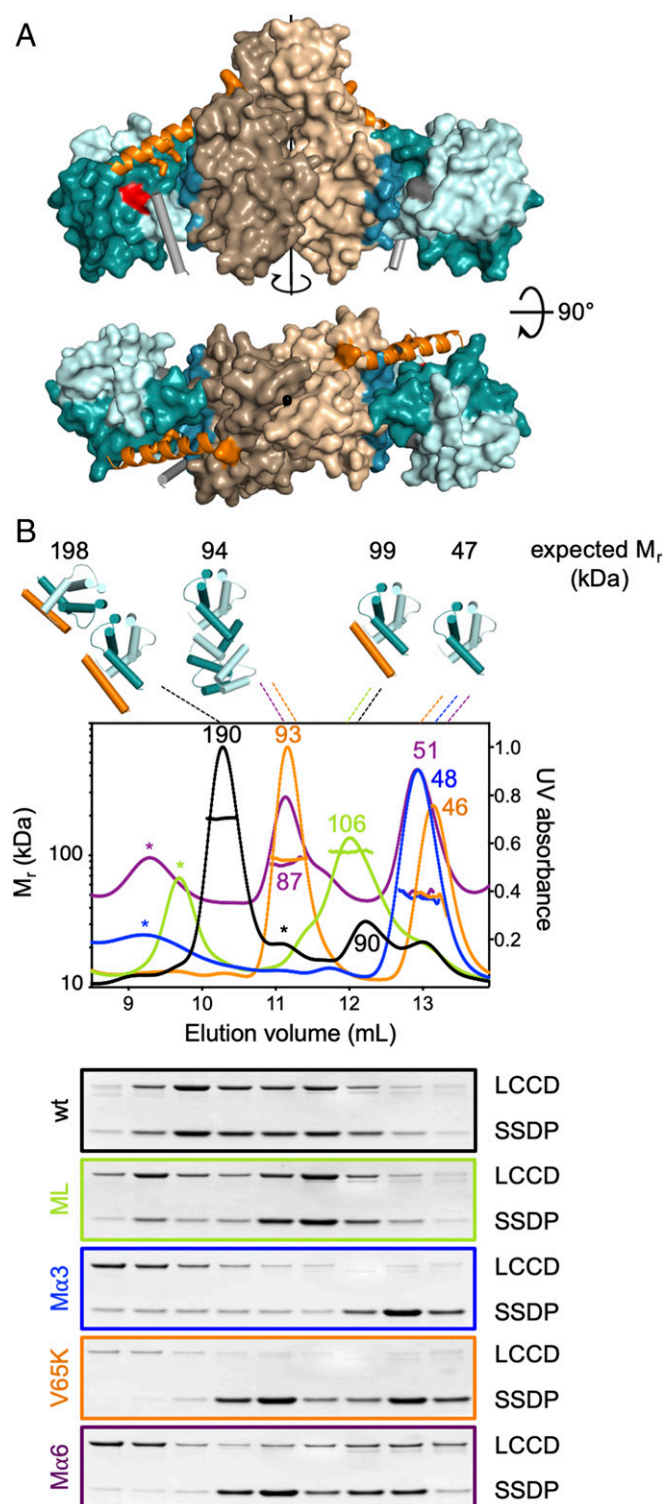 A
90°
B
198 94 99 47 expected Mr
(kDa)
190 93 51
1.0
48
0.8
46
106
0.6
100
87
0.4
* * * * 90
0.2
10
Mr (kDa)
UV absorbance
9 10 11 12 13
Elution volume (mL)
wt
LCCD
SSDP
ML
LCCD
SSDP
Mα3
LCCD
SSDP
V65K
LCCD
SSDP
Mα6
LCCD
SSDP